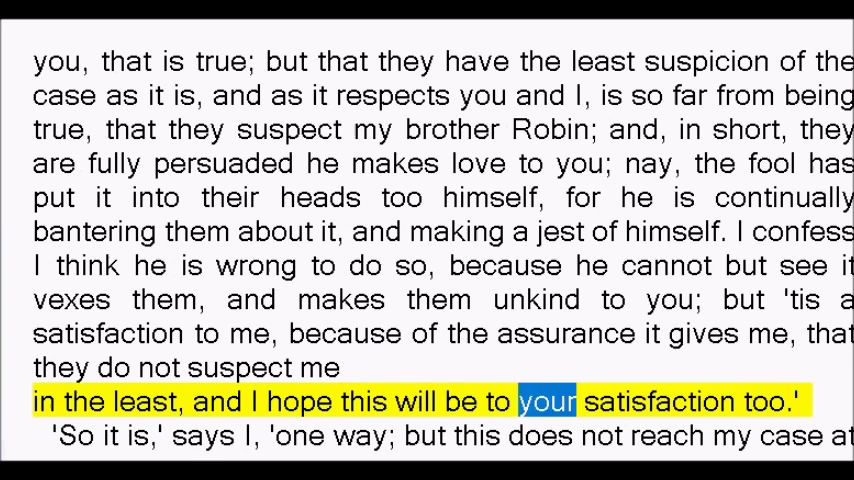 you, that is true; but that they have the least suspicion of the
case as it is, and as it respects you and I, is so far from being
true, that they suspect my brother Robin; and, in short, they
are fully persuaded he makes love to you; nay, the fool has
put it into their heads too himself, for he is continually
bantering them about it, and making a jest of himself. I confess
I think he is wrong to do so, because he cannot but see it
vexes them, and makes them unkind to you; but 'tis a
satisfaction to me, because of the assurance it gives me, that
they do not suspect me
in the least, and I hope this will be to your satisfaction too.'
'So it is,' says I, 'one way; but this does not reach my case at